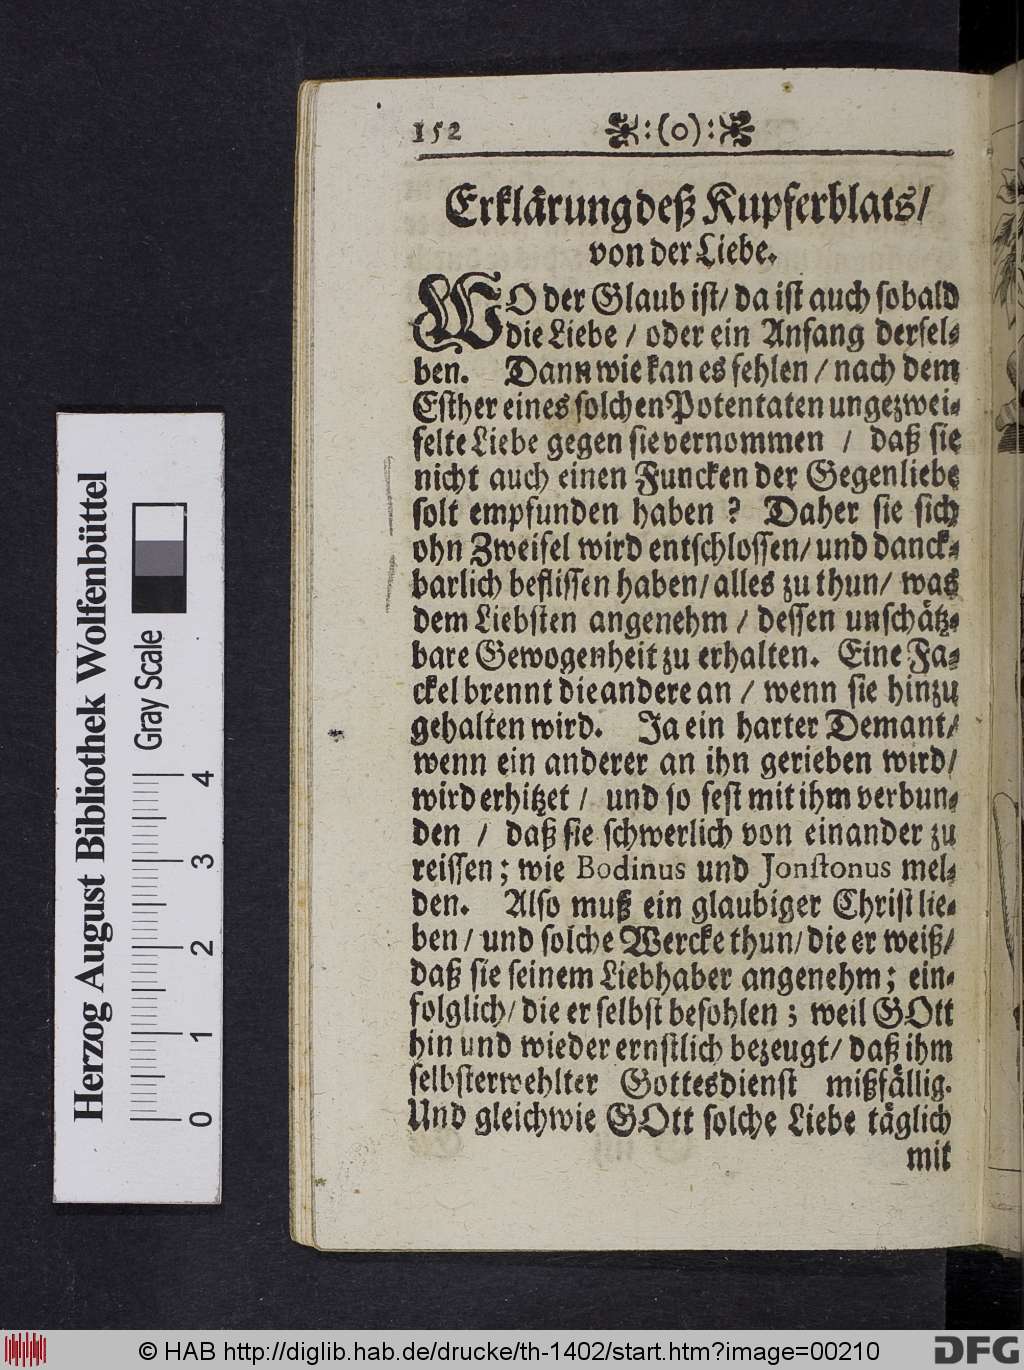 152 :(o):
Erklärung deß Kupferblats/
von der Liebe.
WO der Glaub ist/ da ist auch sobald
die Liebe / oder ein Anfang dersel-
ben. Dann wie kan es fehlen / nach dem
Esther eines solchen Potentaten ungezwei-
felte Liebe gegen sie vernommen / daß sie
nicht auch einen Funcken der Gegenliebe
solt empfunden haben ? Daher sie sich
ohn Zweifel wird entschlossen/ und danck-
barlich beflissen haben/ alles zu thun/ was
dem Liebsten angenehm / dessen unschätz-
bare Gewogenheit zu erhalten. Eine Fa-
ckel brennt die andere an / wenn sie hinzu
gehalten wird. Ja ein harter Demant/
wenn ein anderer an ihn gerieben wird/
wird erhitzet / und so fest mit ihm verbun-
den / daß sie schwerlich von einander zu
reissen; wie Bodinus und Jonstonus mel-
den. Also muß ein glaubiger Christ lie-
ben/ und solche Wercke thun/ die er weiß/
daß sie seinem Liebhaber angenehm; ein-
folglich/ die er selbst befohlen; weil GOtt
hin und wieder ernstlich bezeugt/ daß ihm
selbsterwehlter Gottesdienst mißfällig.
Und gleichwie GOtt solche Liebe täglich
mit
Herzog August Bibliothek Wolfenbüttel
Gray Scale
0 1 2 3 4
© HAB http://diglib.hab.de/drucke/th-1402/start.htm?image=00210
DFG